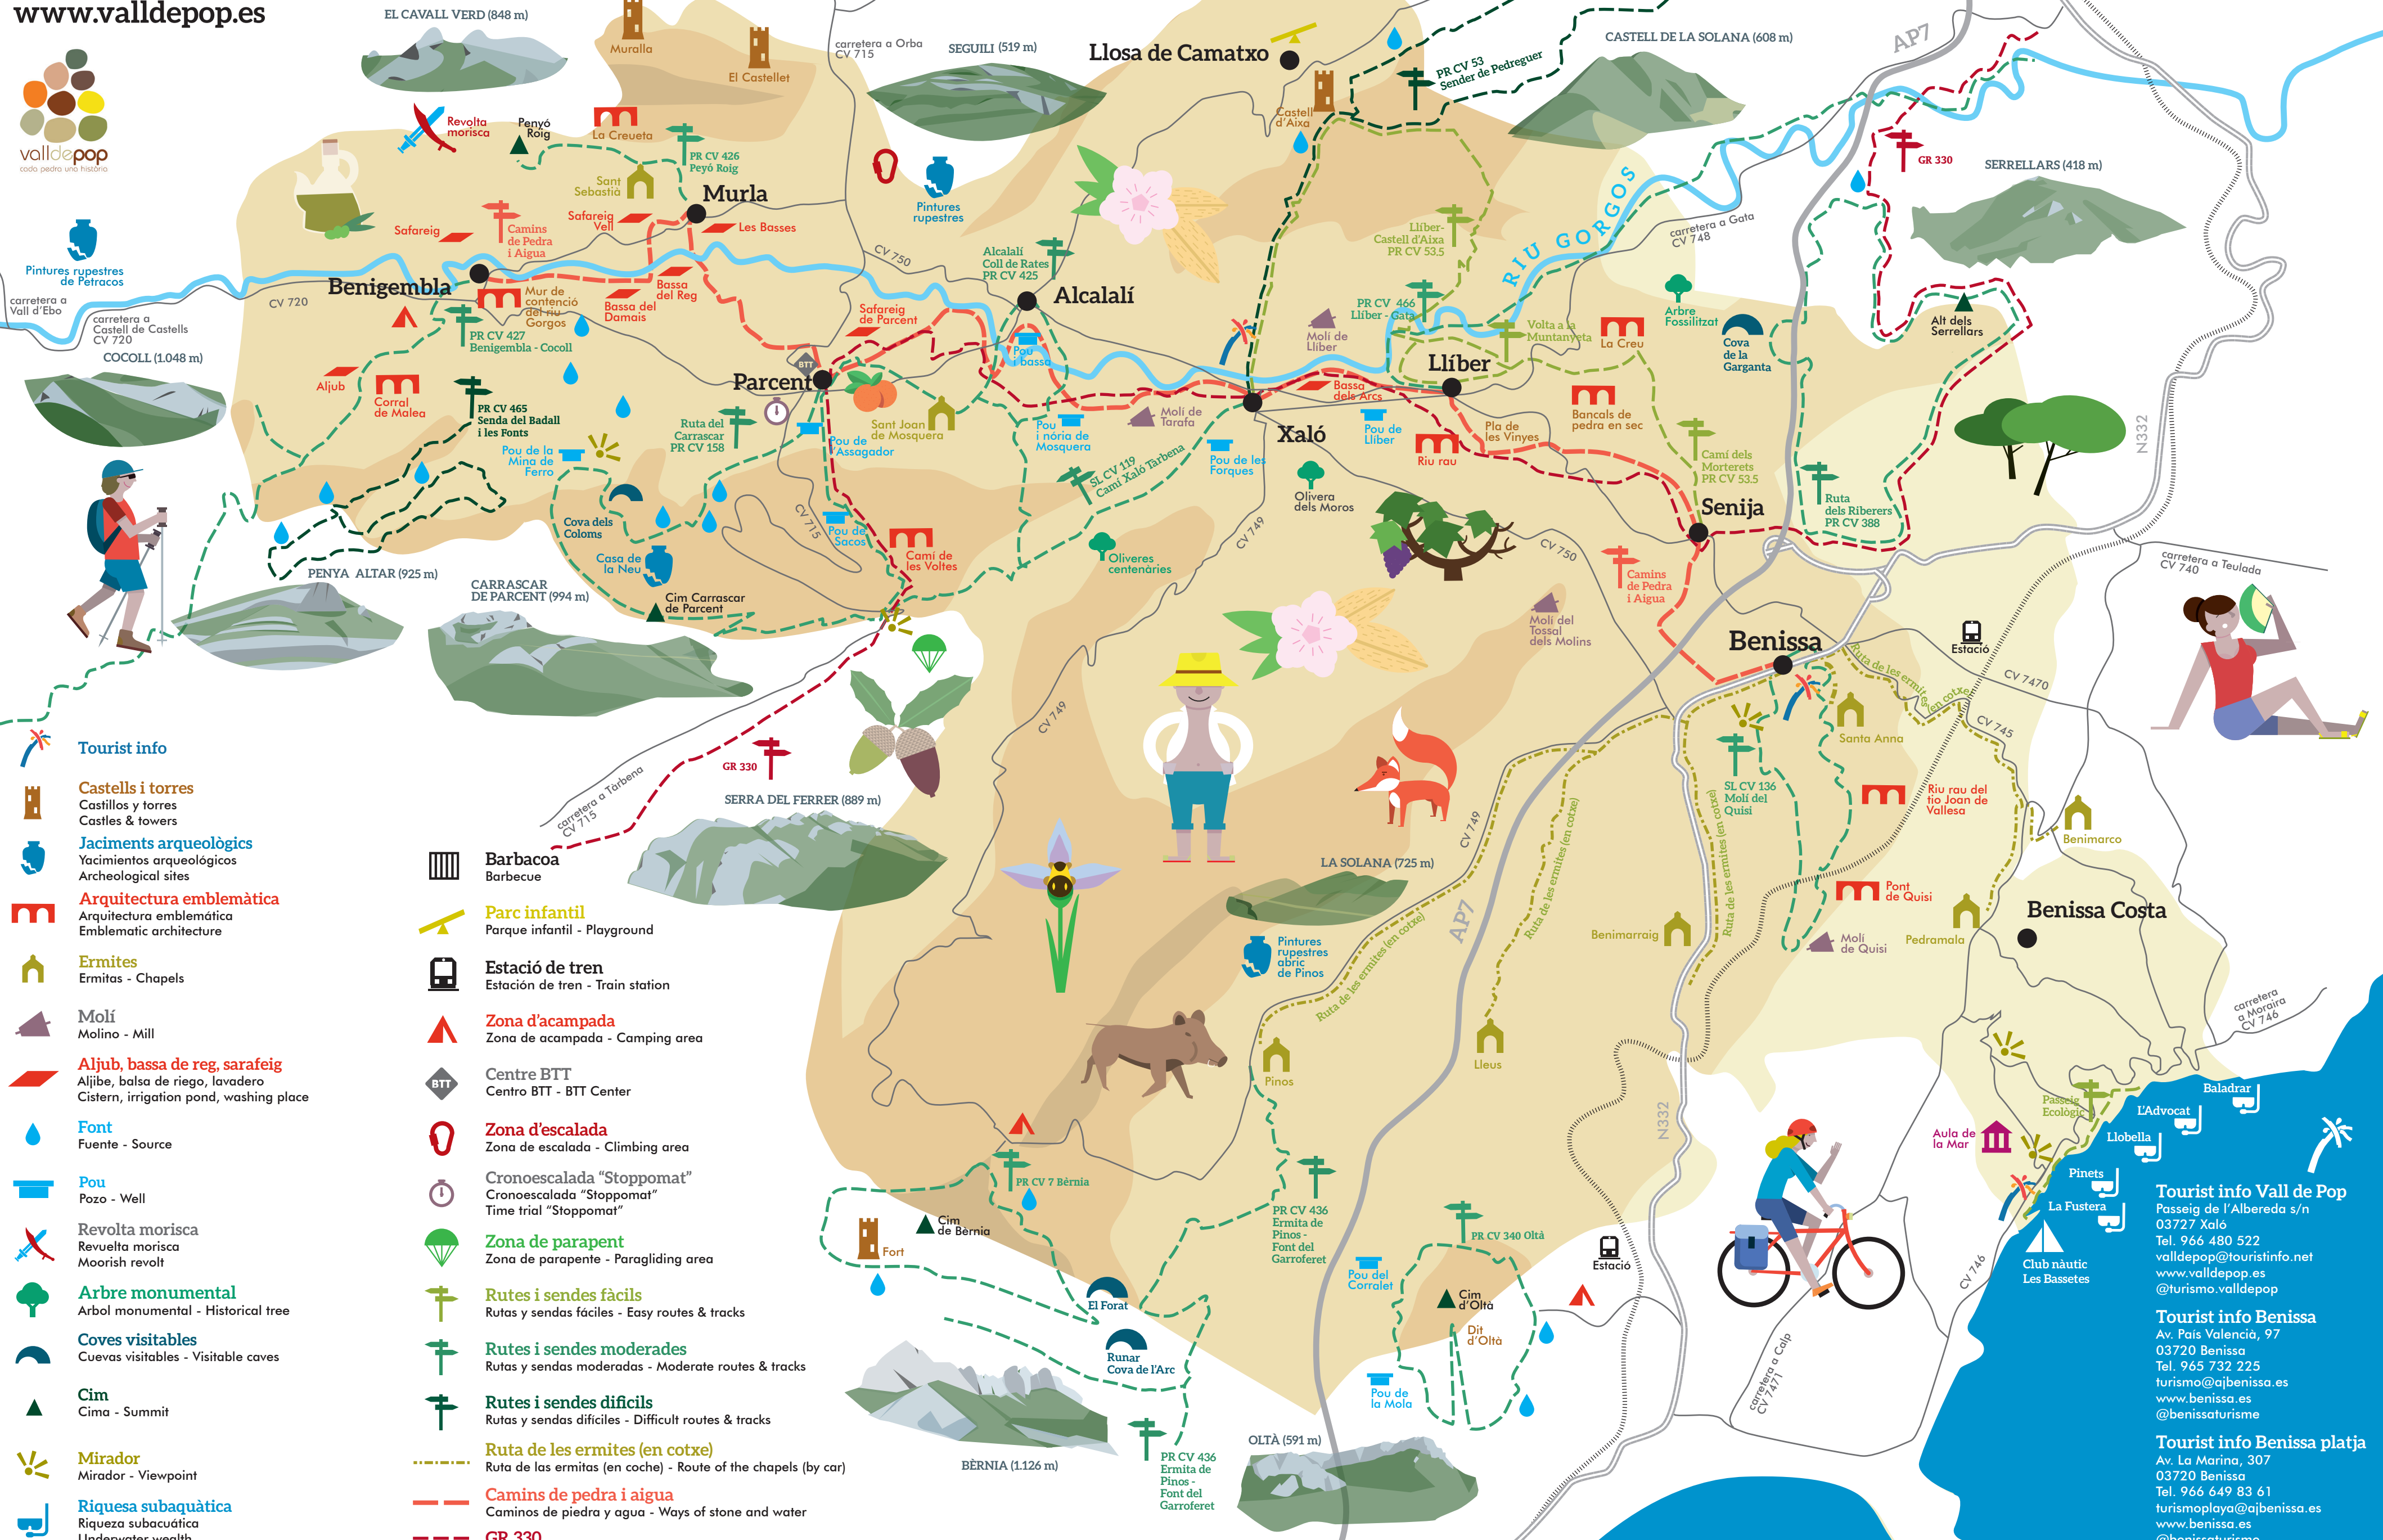 www.valldepop.es
valldepop
cada pedra una història
EL CAVALL VERD (848 m)
Muralla
El Castellet
carretera a Orba
CV 715
SEGUILI (519 m)
Llosa de Camatxo
PR CV 53
Sender de Pedreguer
CASTELL DE LA SOLANA (608 m)
AP7
Revolta
morisca
Penyó
Roig
La Creueta
PR CV 426
Peyó Roig
Sant
Sebastià
Murla
Castell
d'Aixa
GR 330
SERRELLARS (418 m)
Pintures
rupestres
Safareig
Camins
de Pedra
i Aigua
Safareig
Vell
Les Basses
Llíber-
Castell d'Aixa
PR CV 53.5
RIU GORGOS
carretera a Gata
CV 748
Pintures rupestres
de Petracos
carretera a
Vall d'Ebo
carretera a
Castell de Castells
CV 720
CV 720
Benigembla
Mur de
contenció
del riu
Gorgos
Bassa del
Damais
Bassa
del Reg
CV 750
Alcalalí
Coll de Rates
PR CV 425
Alcalalí
Safareig
de Parcent
PR CV 466
Llíber - Gata
Molí de
Llíber
Volta a la
Muntanyeta
La Creu
Arbre
Fossilitzat
Cova
de la
Garganta
Alt dels
Serrellars
COCOLL (1.048 m)
PR CV 427
Benigembla - Cocoll
Aljub
Corral
de Malea
PR CV 465
Senda del Badall
i les Fonts
BTT
Parcent
Pou
i bassa
Llíber
Bassa
dels Arcs
Bancals de
pedra en sec
Ruta del
Carrascar
PR CV 158
Pou de
l'Assagador
Sant Joan
de Mosquera
Pou
i nória de
Mosquera
Molí de
Tarafa
Xaló
Pou de
Llíber
Riu rau
Pla de
les Vinyes
Camí dels
Morterets
PR CV 53.5
N332
Pou de la
Mina de
Ferro
SL CV 119
Camí Xaló Tarbena
Pou de les
Forques
Olivera
dels Moros
Senija
Ruta
dels Riberers
PR CV 388
Cova dels
Coloms
CV 715
Pou de
Sacos
Camí de
les Voltes
Oliveres
centenàries
CV 749
CV 750
Camins
de Pedra
i Aigua
carretera a Teulada
CV 740
Casa de
la Neu
PENYA ALTAR (925 m)
CARRASCAR
DE PARCENT (994 m)
Cim Carrascar
de Parcent
Molí del
Tossal
dels Molins
Benissa
Estació
Ruta de les ermites (en cotxe)
CV 7470
CV 745
CV 749
Santa Anna
GR 330
carretera a Tàrbena
CV 715
SL CV 136
Molí del
Quisi
Riu rau del
tio Joan de
Vallesa
Benimarco
SERRA DEL FERRER (889 m)
CV 749
Ruta de les ermites (en cotxe)
Ruta de les ermites (en cotxe)
Ruta de les ermites (en cotxe)
LA SOLANA (725 m)
Pont
de Quisi
Benissa Costa
AP7
Pintures
rupestres
abric
de Pinos
Benimarraig
Molí
de Quisi
Pedramala
carretera
a Moraira
CV 746
Pinos
Lleus
N332
Passeig
Ecològic
Baladrar
L'Advocat
Llobella
Pinets
La Fustera
Aula de
la Mar
Club nàutic
Les Bassetes
CV 746
PR CV 7 Bèrnia
Fort
Cim
de Bèrnia
PR CV 436
Ermita de
Pinos -
Font del
Garroferet
PR CV 340 Oltà
Estació
Pou del
Corralet
Cim
d'Oltà
Dit
d'Oltà
El Forat
Runar
Cova de l'Arc
Pou de
la Mola
carretera a Calp
CV 7471
BÈRNIA (1.126 m)
PR CV 436
Ermita de
Pinos -
Font del
Garroferet
OLTÀ (591 m)
Tourist info
Castells i torres
Castillos y torres
Castles & towers
Jaciments arqueològics
Yacimientos arqueológicos
Archeological sites
Arquitectura emblemàtica
Arquitectura emblemática
Emblematic architecture
Ermites
Ermitas - Chapels
Molí
Molino - Mill
Aljub, bassa de reg, sarafeig
Aljibe, balsa de riego, lavadero
Cistern, irrigation pond, washing place
Font
Fuente - Source
Pou
Pozo - Well
Revolta morisca
Revuelta morisca
Moorish revolt
Arbre monumental
Arbol monumental - Historical tree
Coves visitables
Cuevas visitables - Visitable caves
Cim
Cima - Summit
Mirador
Mirador - Viewpoint
Riquesa subaquàtica
Riqueza subacuática
Underwater wealth
Barbacoa
Barbecue
Parc infantil
Parque infantil - Playground
Estació de tren
Estación de tren - Train station
Zona d'acampada
Zona de acampada - Camping area
BTT
Centre BTT
Centro BTT - BTT Center
Zona d'escalada
Zona de escalada - Climbing area
Cronoescalada “Stoppomat”
Cronoescalada “Stoppomat”
Time trial “Stoppomat”
Zona de parapent
Zona de parapente - Paragliding area
Rutes i sendes fàcils
Rutas y sendas fáciles - Easy routes & tracks
Rutes i sendes moderades
Rutas y sendas moderadas - Moderate routes & tracks
Rutes i sendes dificils
Rutas y sendas difíciles - Difficult routes & tracks
Ruta de les ermites (en cotxe)
Ruta de las ermitas (en coche) - Route of the chapels (by car)
Camins de pedra i aigua
Caminos de piedra y agua - Ways of stone and water
GR 330
Tourist info Vall de Pop
Passeig de l'Albereda s/n
03727 Xaló
Tel. 966 480 522
valldepop@touristinfo.net
www.valldepop.es
@turismo.valldepop
Tourist info Benissa
Av. País Valencià, 97
03720 Benissa
Tel. 965 732 225
turismo@ajbenissa.es
www.benissa.es
@benissaturisme
Tourist info Benissa platja
Av. La Marina, 307
03720 Benissa
Tel. 966 649 83 61
turismoplaya@ajbenissa.es
www.benissa.es
@benissaturisme